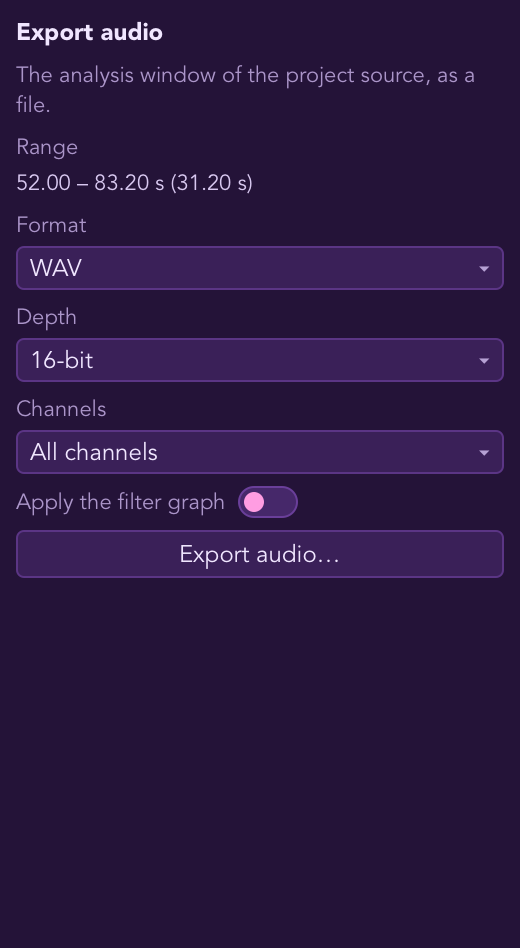 Export audio
The analysis window of the project source, as a
file.
Range
52.00 – 83.20 s (31.20 s)
Format
WAV
Depth
16-bit
Channels
All channels
Apply the filter graph
Export audio…